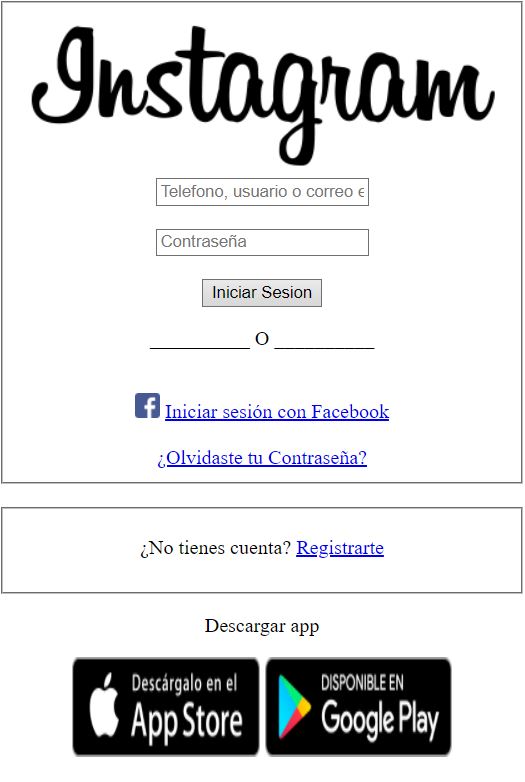 Instagram
Telefono, usuario o correo e
Contraseña
Iniciar Sesion
__________ O __________
Iniciar sesión con Facebook
¿Olvidaste tu Contraseña?
¿No tienes cuenta? Registrarte
Descargar app
Descárgalo en el
App Store
DISPONIBLE EN
Google Play